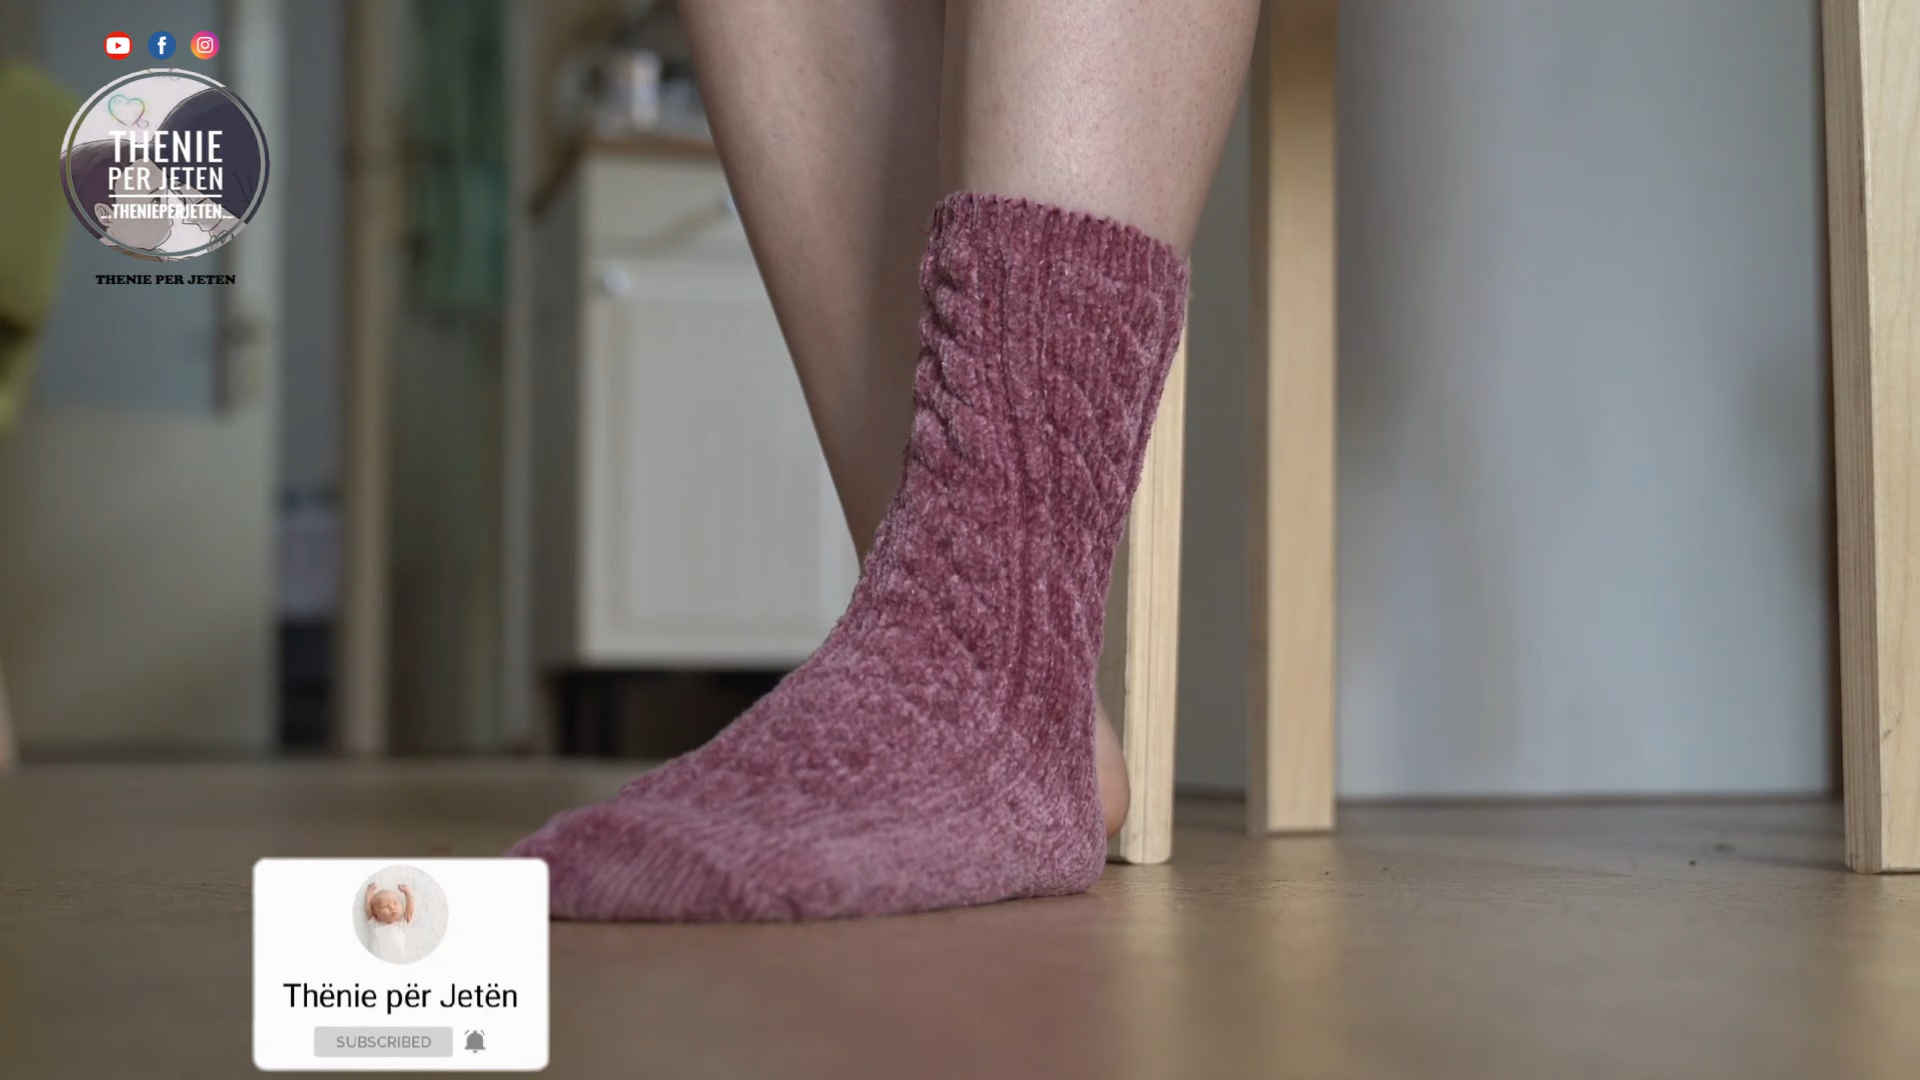 THENIE
PER JETEN
...THENIEPERJETEN...
THENIE PER JETEN
Thënie për Jetën
SUBSCRIBED